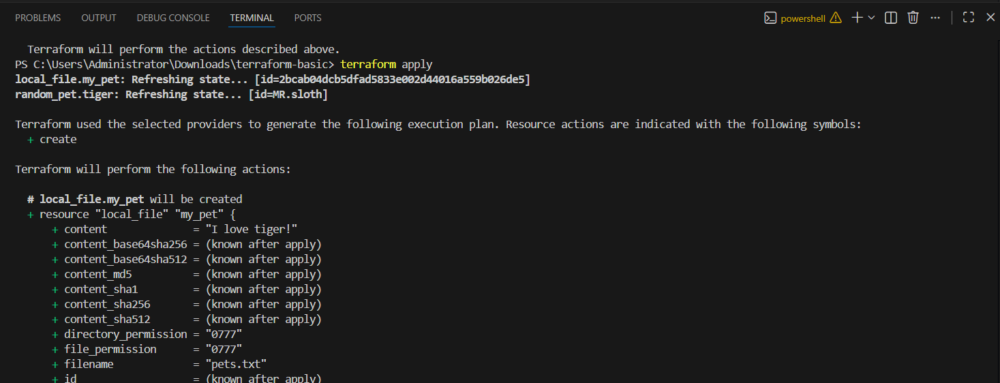 PROBLEMS OUTPUT DEBUG CONSOLE TERMINAL PORTS powershell
Terraform will perform the actions described above.
PS C:\Users\Administrator\Downloads\terraform-basic> terraform apply
local_file.my_pet: Refreshing state... [id=2bcab04dcb5dfad5833e002d44016a559b026de5]
random_pet.tiger: Refreshing state... [id=MR.sloth]
Terraform used the selected providers to generate the following execution plan. Resource actions are indicated with the following symbols:
+ create
Terraform will perform the following actions:
# local_file.my_pet will be created
+ resource "local_file" "my_pet" {
+ content = "I love tiger!"
+ content_base64sha256 = (known after apply)
+ content_base64sha512 = (known after apply)
+ content_md5 = (known after apply)
+ content_sha1 = (known after apply)
+ content_sha256 = (known after apply)
+ content_sha512 = (known after apply)
+ directory_permission = "0777"
+ file_permission = "0777"
+ filename = "pets.txt"
+ id = (known after apply)